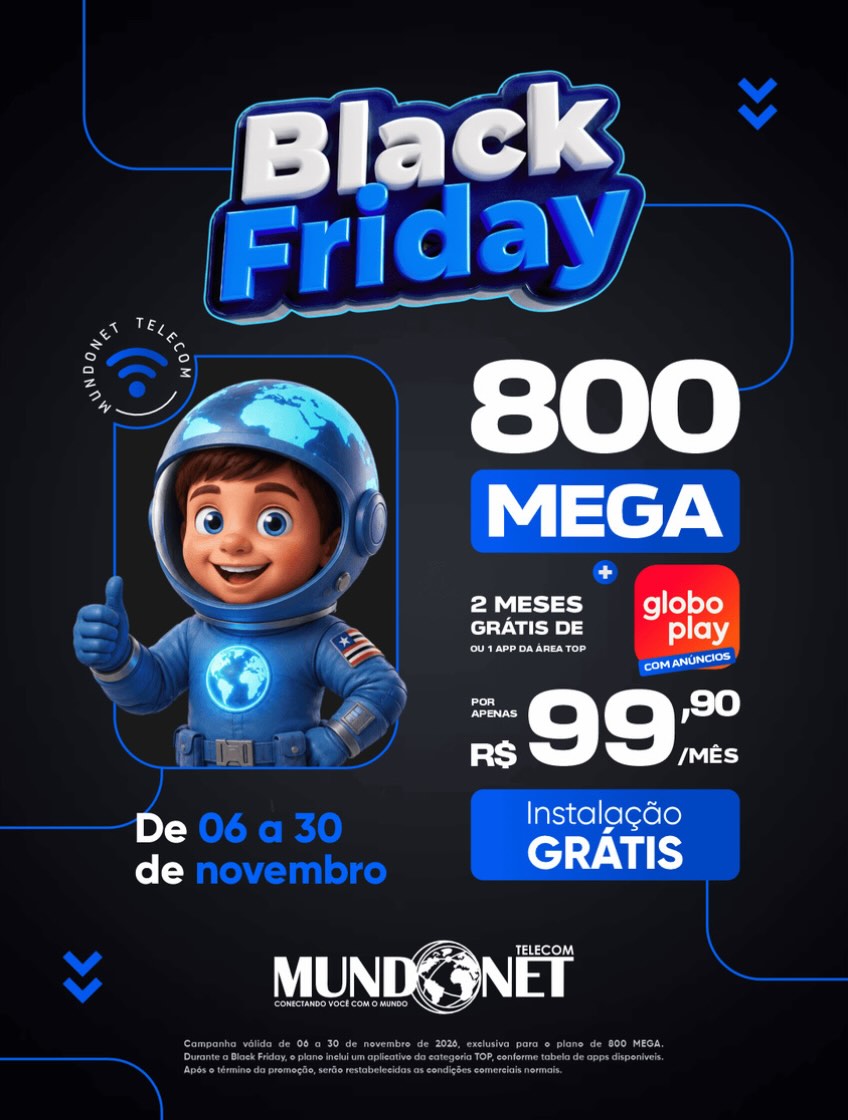 Black
Friday
MUNDONET TELECOM
800
MEGA
+
2 MESES
GRÁTIS DE
OU 1 APP DA ÁREA TOP
globo
play
COM ANÚNCIOS
POR
APENAS
R$ 99,90
/MÊS
Instalação
GRÁTIS
De 06 a 30
de novembro
MUNDONET
TELECOM
CONECTANDO VOCÊ COM O MUNDO
Campanha válida de 06 a 30 de novembro de 2026, exclusiva para o plano de 800 MEGA.
Durante a Black Friday, o plano inclui um aplicativo da categoria TOP, conforme tabela de apps disponíveis.
Após o término da promoção, serão restabelecidas as condições comerciais normais.